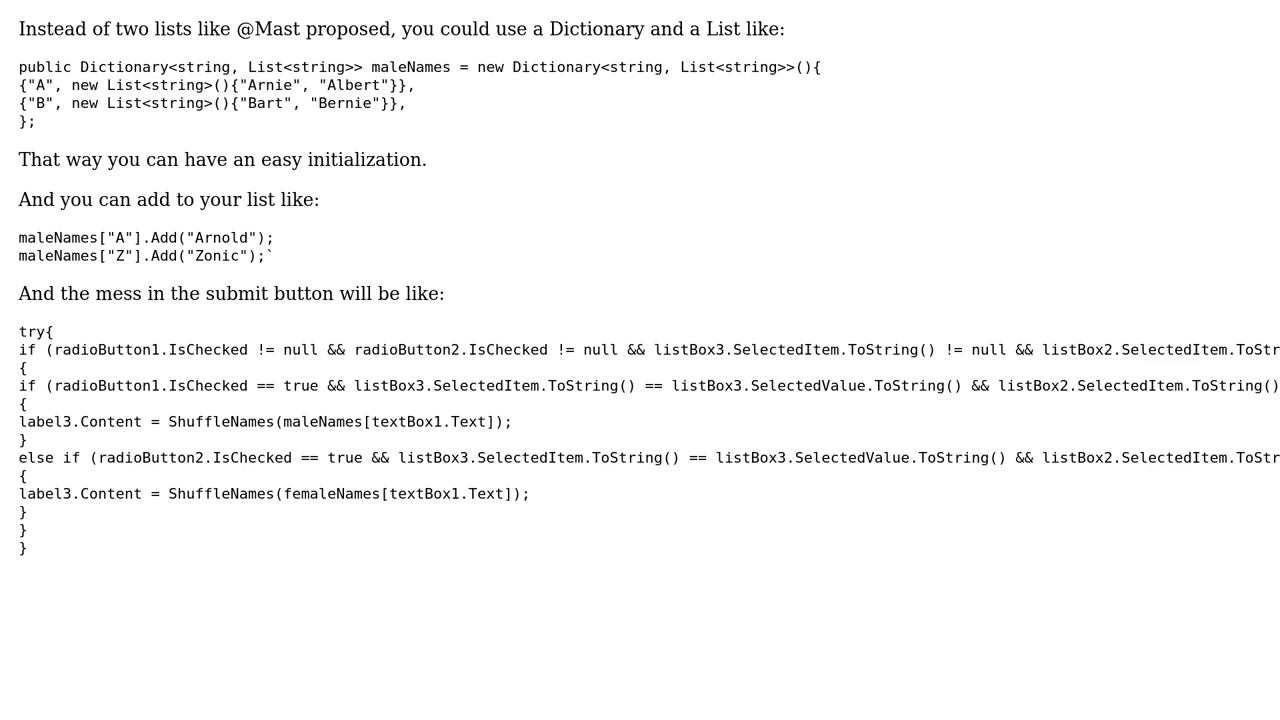 Instead of two lists like @Mast proposed, you could use a Dictionary and a List like:
public Dictionary<string, List<string>> maleNames = new Dictionary<string, List<string>>(){
{"A", new List<string>(){"Arnie", "Albert"}},
{"B", new List<string>(){"Bart", "Bernie"}},
};
That way you can have an easy initialization.
And you can add to your list like:
maleNames["A"].Add("Arnold");
maleNames["Z"].Add("Zonic");`
And the mess in the submit button will be like:
try{
if (radioButton1.IsChecked != null && radioButton2.IsChecked != null && listBox3.SelectedItem.ToString() != null && listBox2.SelectedItem.ToStr
{
if (radioButton1.IsChecked == true && listBox3.SelectedItem.ToString() == listBox3.SelectedValue.ToString() && listBox2.SelectedItem.ToString()
{
label3.Content = ShuffleNames(maleNames[textBox1.Text]);
}
else if (radioButton2.IsChecked == true && listBox3.SelectedItem.ToString() == listBox3.SelectedValue.ToString() && listBox2.SelectedItem.ToStr
{
label3.Content = ShuffleNames(femaleNames[textBox1.Text]);
}
}
}